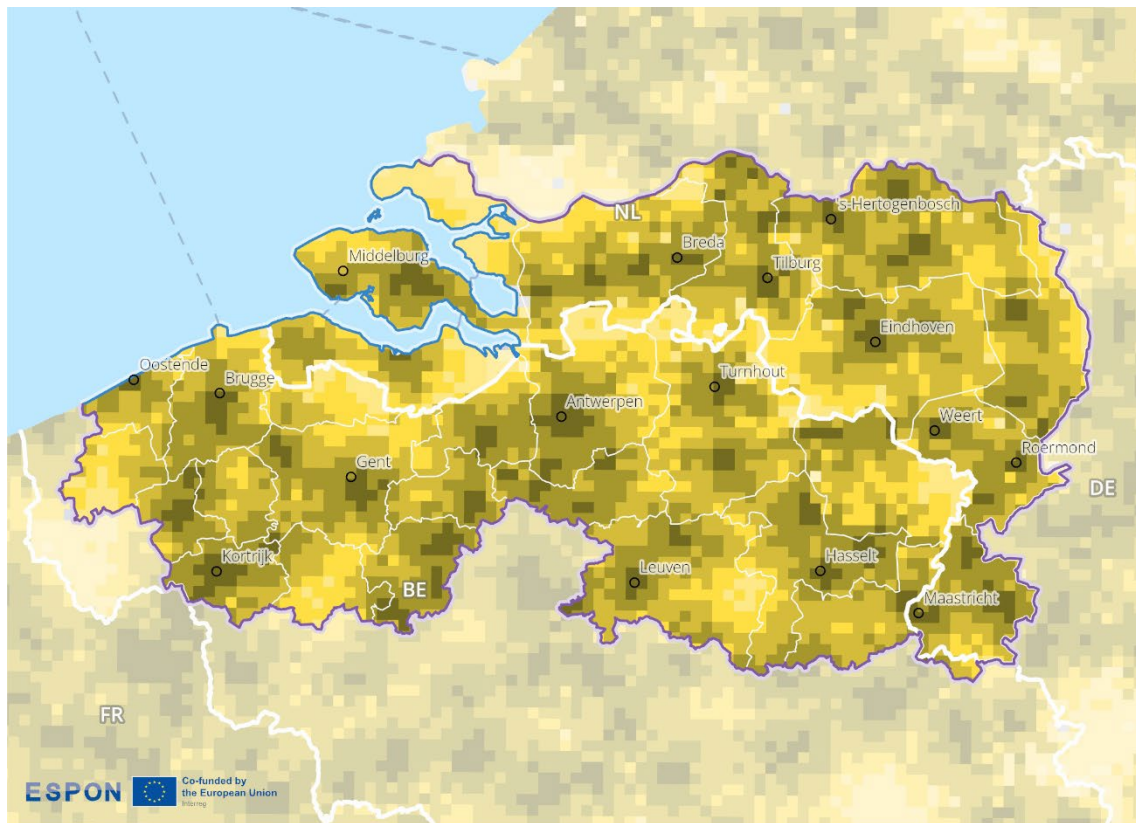 's-Hertogenbosch
NL
Breda
Middelburg
Tilburg
Eindhoven
Oostende
Brugge
Turnhout
Antwerpen
Weert
Roermond
Gent
DE
Kortrijk
Hasselt
Leuven
BE
Maastricht
FR
ESPON
Co-funded by
the European Union
Interreg